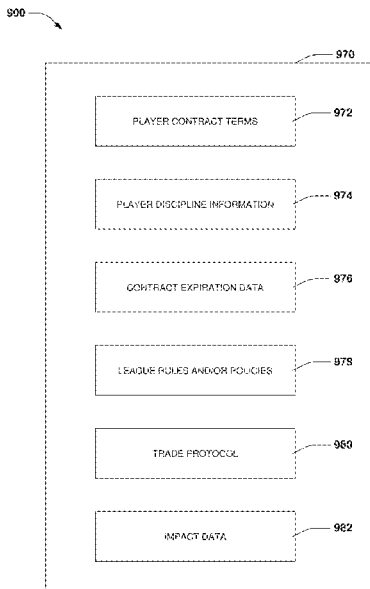 900
970
PLAYER CONTRACT TERMS
972
PLAYER DISCIPLINE INFORMATION
974
CONTRACT EXPIRATION DATA
976
LEAGUE RULES AND/OR POLICIES
978
TRADE PROTOCOL
980
IMPACT DATA
982